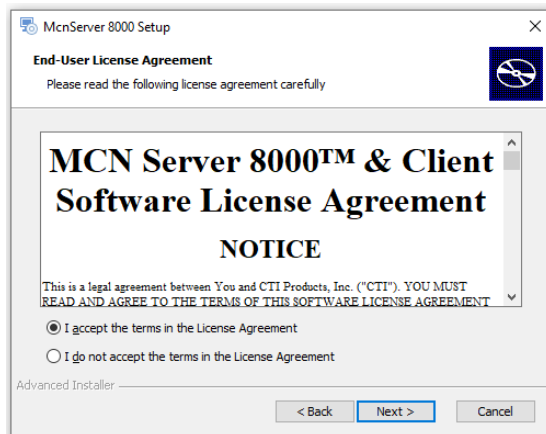 McnServer 8000 Setup
End-User License Agreement
Please read the following license agreement carefully
MCN Server 8000™ & Client
Software License Agreement
NOTICE
This is a legal agreement between You and CTI Products, Inc. ("CTI"). YOU MUST
READ AND AGREE TO THE TERMS OF THIS SOFTWARE LICENSE AGREEMENT
I accept the terms in the License Agreement
I do not accept the terms in the License Agreement
Advanced Installer
< Back Next > Cancel